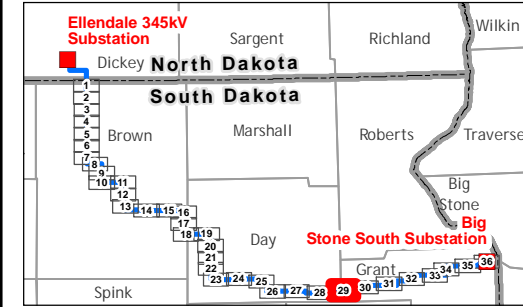 Ellendale 345kV
Substation
Wilkin
Sargent
Richland
Dickey
North Dakota
South Dakota
1
2
3
4
5
6
7
8
9
10
11
12
13
14
15
16
17
18
19
20
21
22
23
24
25
26
27
28
29
30
31
32
33
34
35
36
Brown
Marshall
Roberts
Traverse
Big
Stone
Big
Stone South Substation
Day
Grant
Spink